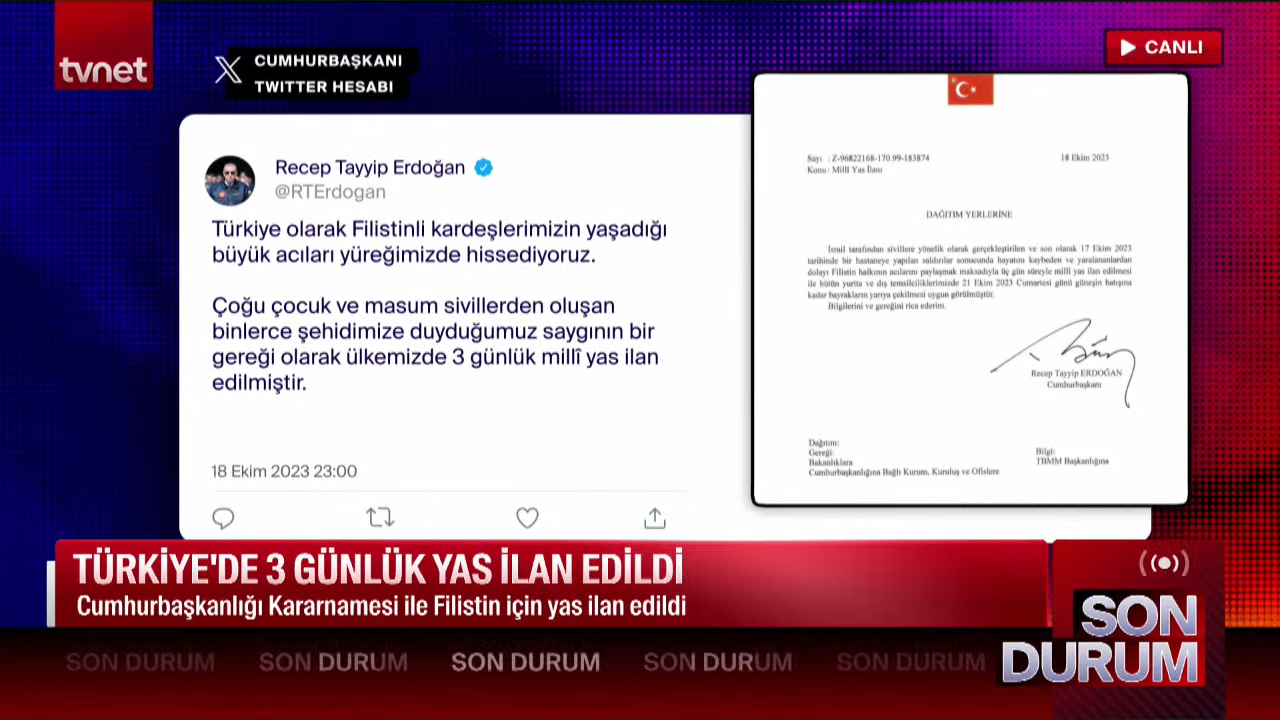 tvnet
CUMHURBAŞKANI
TWITTER HESABI
CANLI
Recep Tayyip Erdoğan
@RTErdogan
Türkiye olarak Filistinli kardeşlerimizin yaşadığı
büyük acıları yüreğimizde hissediyoruz.
Çoğu çocuk ve masum sivillerden oluşan
binlerce şehidimize duyduğumuz saygının bir
gereği olarak ülkemizde 3 günlük millî yas ilan
edilmiştir.
18 Ekim 2023 23:00
Sayı : Z-96822168-170.99-183874
18 Ekim 2023
Konu : Millî Yas İlanı
DAĞITIM YERLERİNE
İsrail tarafından sivillere yönelik olarak gerçekleştirilen ve son olarak 17 Ekim 2023
tarihinde bir hastaneye yapılan saldırılar sonucunda hayatını kaybeden ve yaralananlardan
dolayı Filistin halkının acılarını paylaşmak maksadıyla üç gün süreyle millî yas ilan edilmesi
ile bütün yurtta ve dış temsilciliklerimizde 21 Ekim 2023 Cumartesi günü güneşin batışına
kadar bayrakların yarıya çekilmesi uygun görülmüştür.
Bilgilerini ve gereğini rica ederim.
Recep Tayyip ERDOĞAN
Cumhurbaşkanı
Dağıtım:
Gereği:
Bakanlıklara
Cumhurbaşkanlığına Bağlı Kurum, Kuruluş ve Ofislere
Bilgi:
TBMM Başkanlığına
TÜRKİYE'DE 3 GÜNLÜK YAS İLAN EDİLDİ
Cumhurbaşkanlığı Kararnamesi ile Filistin için yas ilan edildi
SON
DURUM
SON DURUM SON DURUM SON DURUM SON DURUM SON DURUM